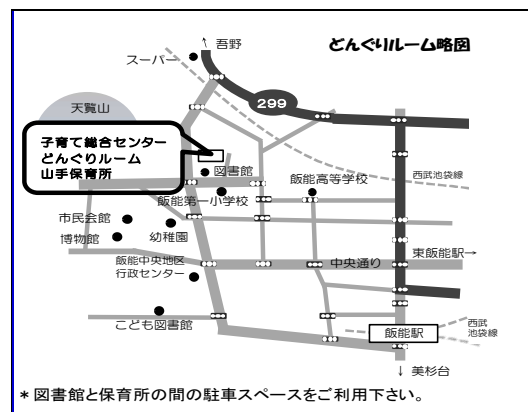 どんぐりルーム略図
吾野
スーパー
天覧山
299
子育て総合センター
どんぐりルーム
山手保育所
図書館
飯能高等学校
西武池袋線
飯能第一小学校
市民会館
博物館
幼稚園
飯能中央地区
行政センター
中央通り
東飯能駅→
こども図書館
飯能駅
西武
池袋線
↓ 美杉台
*図書館と保育所の間の駐車スペースをご利用下さい。